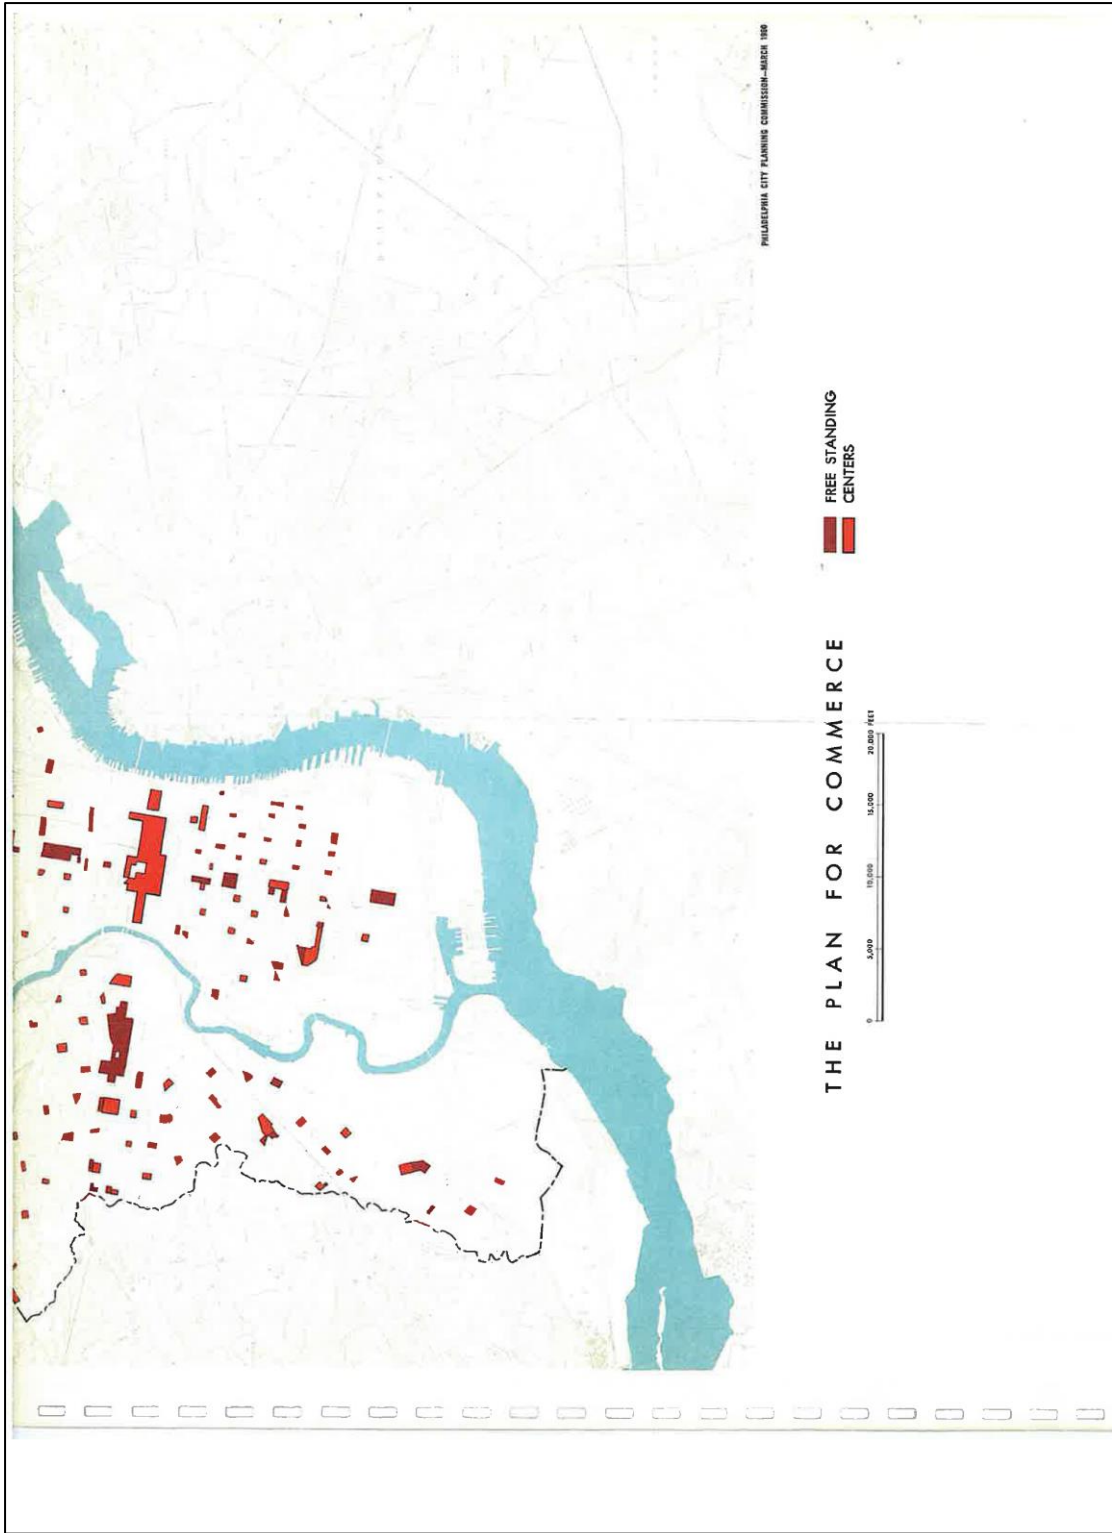 PHILADELPHIA CITY PLANNING COMMISSION—MARCH 1960
FREE STANDING
CENTERS
THE PLAN FOR COMMERCE
0 5,000 10,000 15,000 20,000 FEET